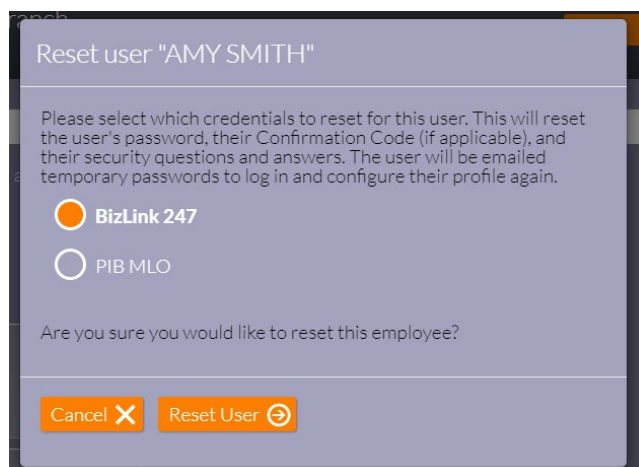 Reset user "AMY SMITH"
Please select which credentials to reset for this user. This will reset
the user's password, their Confirmation Code (if applicable), and
their security questions and answers. The user will be emailed
temporary passwords to log in and configure their profile again.
BizLink 247
PIB MLO
Are you sure you would like to reset this employee?
Cancel
Reset User